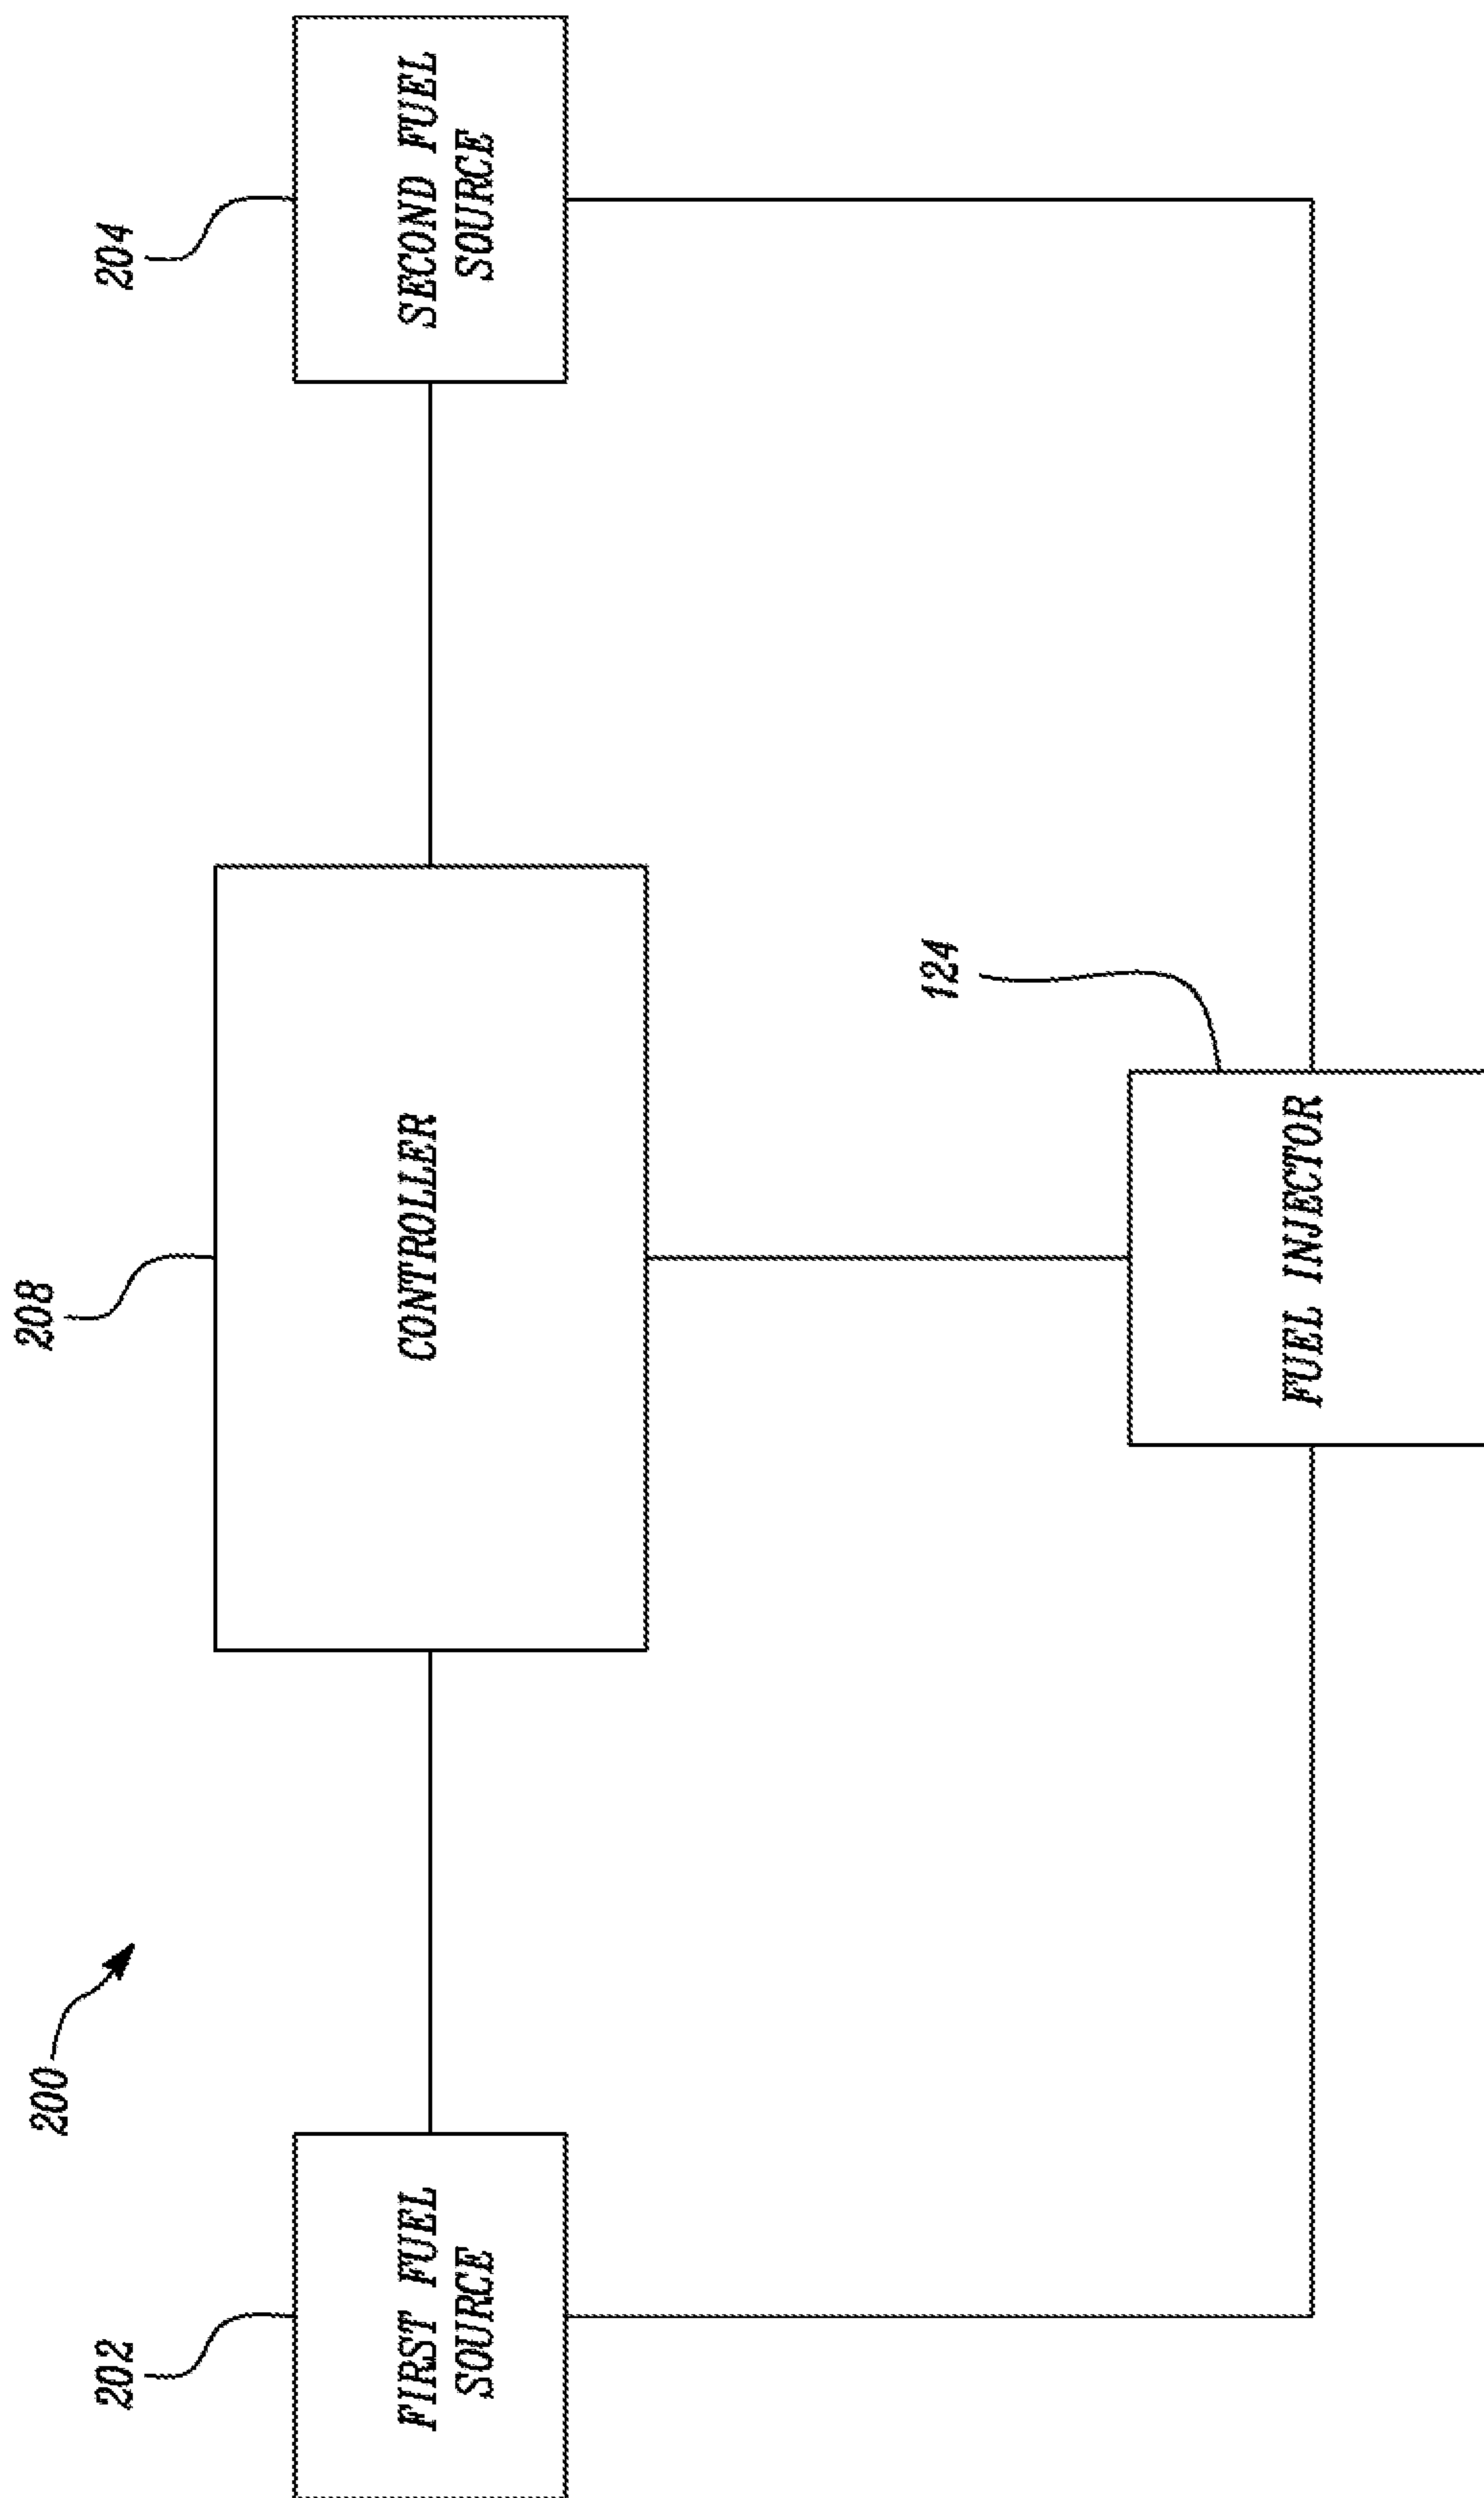 200
208
202
204
FIRST FUEL
SOURCE
CONTROLLER
SECOND FUEL
SOURCE
124
FUEL INJECTOR